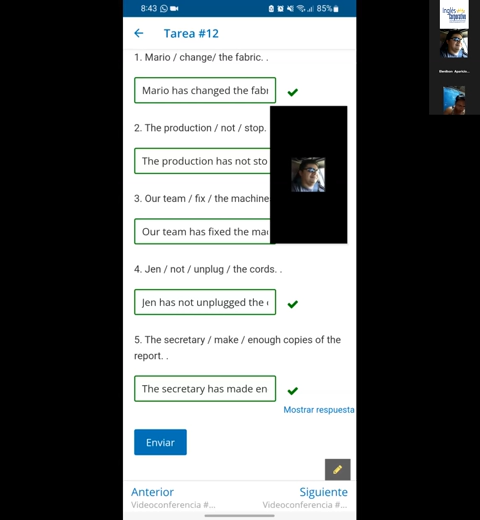 8:43 85%
Inglés
corporativo
Tarea #12
1. Mario / change/ the fabric. .
Mario has changed the fabr
2. The production / not / stop.
The production has not sto
3. Our team / fix / the machine
Our team has fixed the ma
4. Jen / not / unplug / the cords. .
Jen has not unplugged the
5. The secretary / make / enough copies of the
report. .
The secretary has made en
Mostrar respuesta
Enviar
Anterior Siguiente
Videoconferencia #... Videoconferencia #...